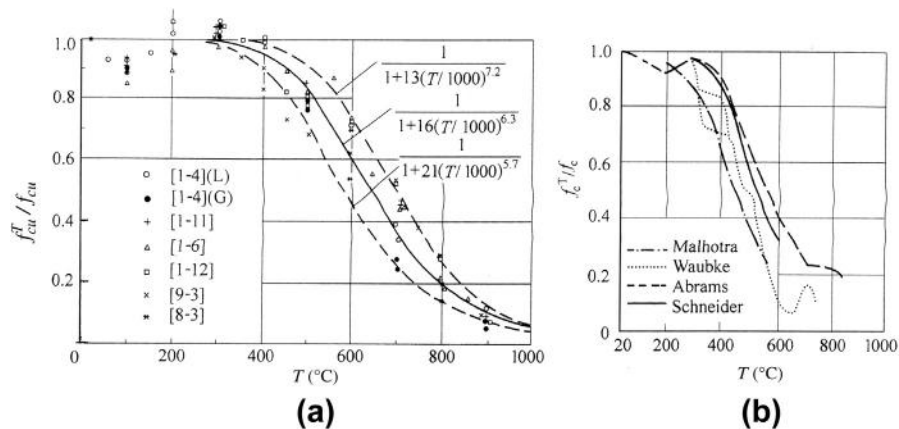 1.0
0.8
0.6
0.4
0.2
0
f_cu^T / f_cu
1
1+13(T/1000)^7.2
1
1+16(T/1000)^6.3
1
1+21(T/1000)^5.7
[1-4](L)
[1-4](G)
[1-11]
[1-6]
[1-12]
[9-3]
[8-3]
0 200 400 600 800 1000
T (°C)
(a)
1.0
0.8
0.6
0.4
0.2
0
f_c^T/f_c
Malhotra
Waubke
Abrams
Schneider
20 200 400 600 800 1000
T (°C)
(b)